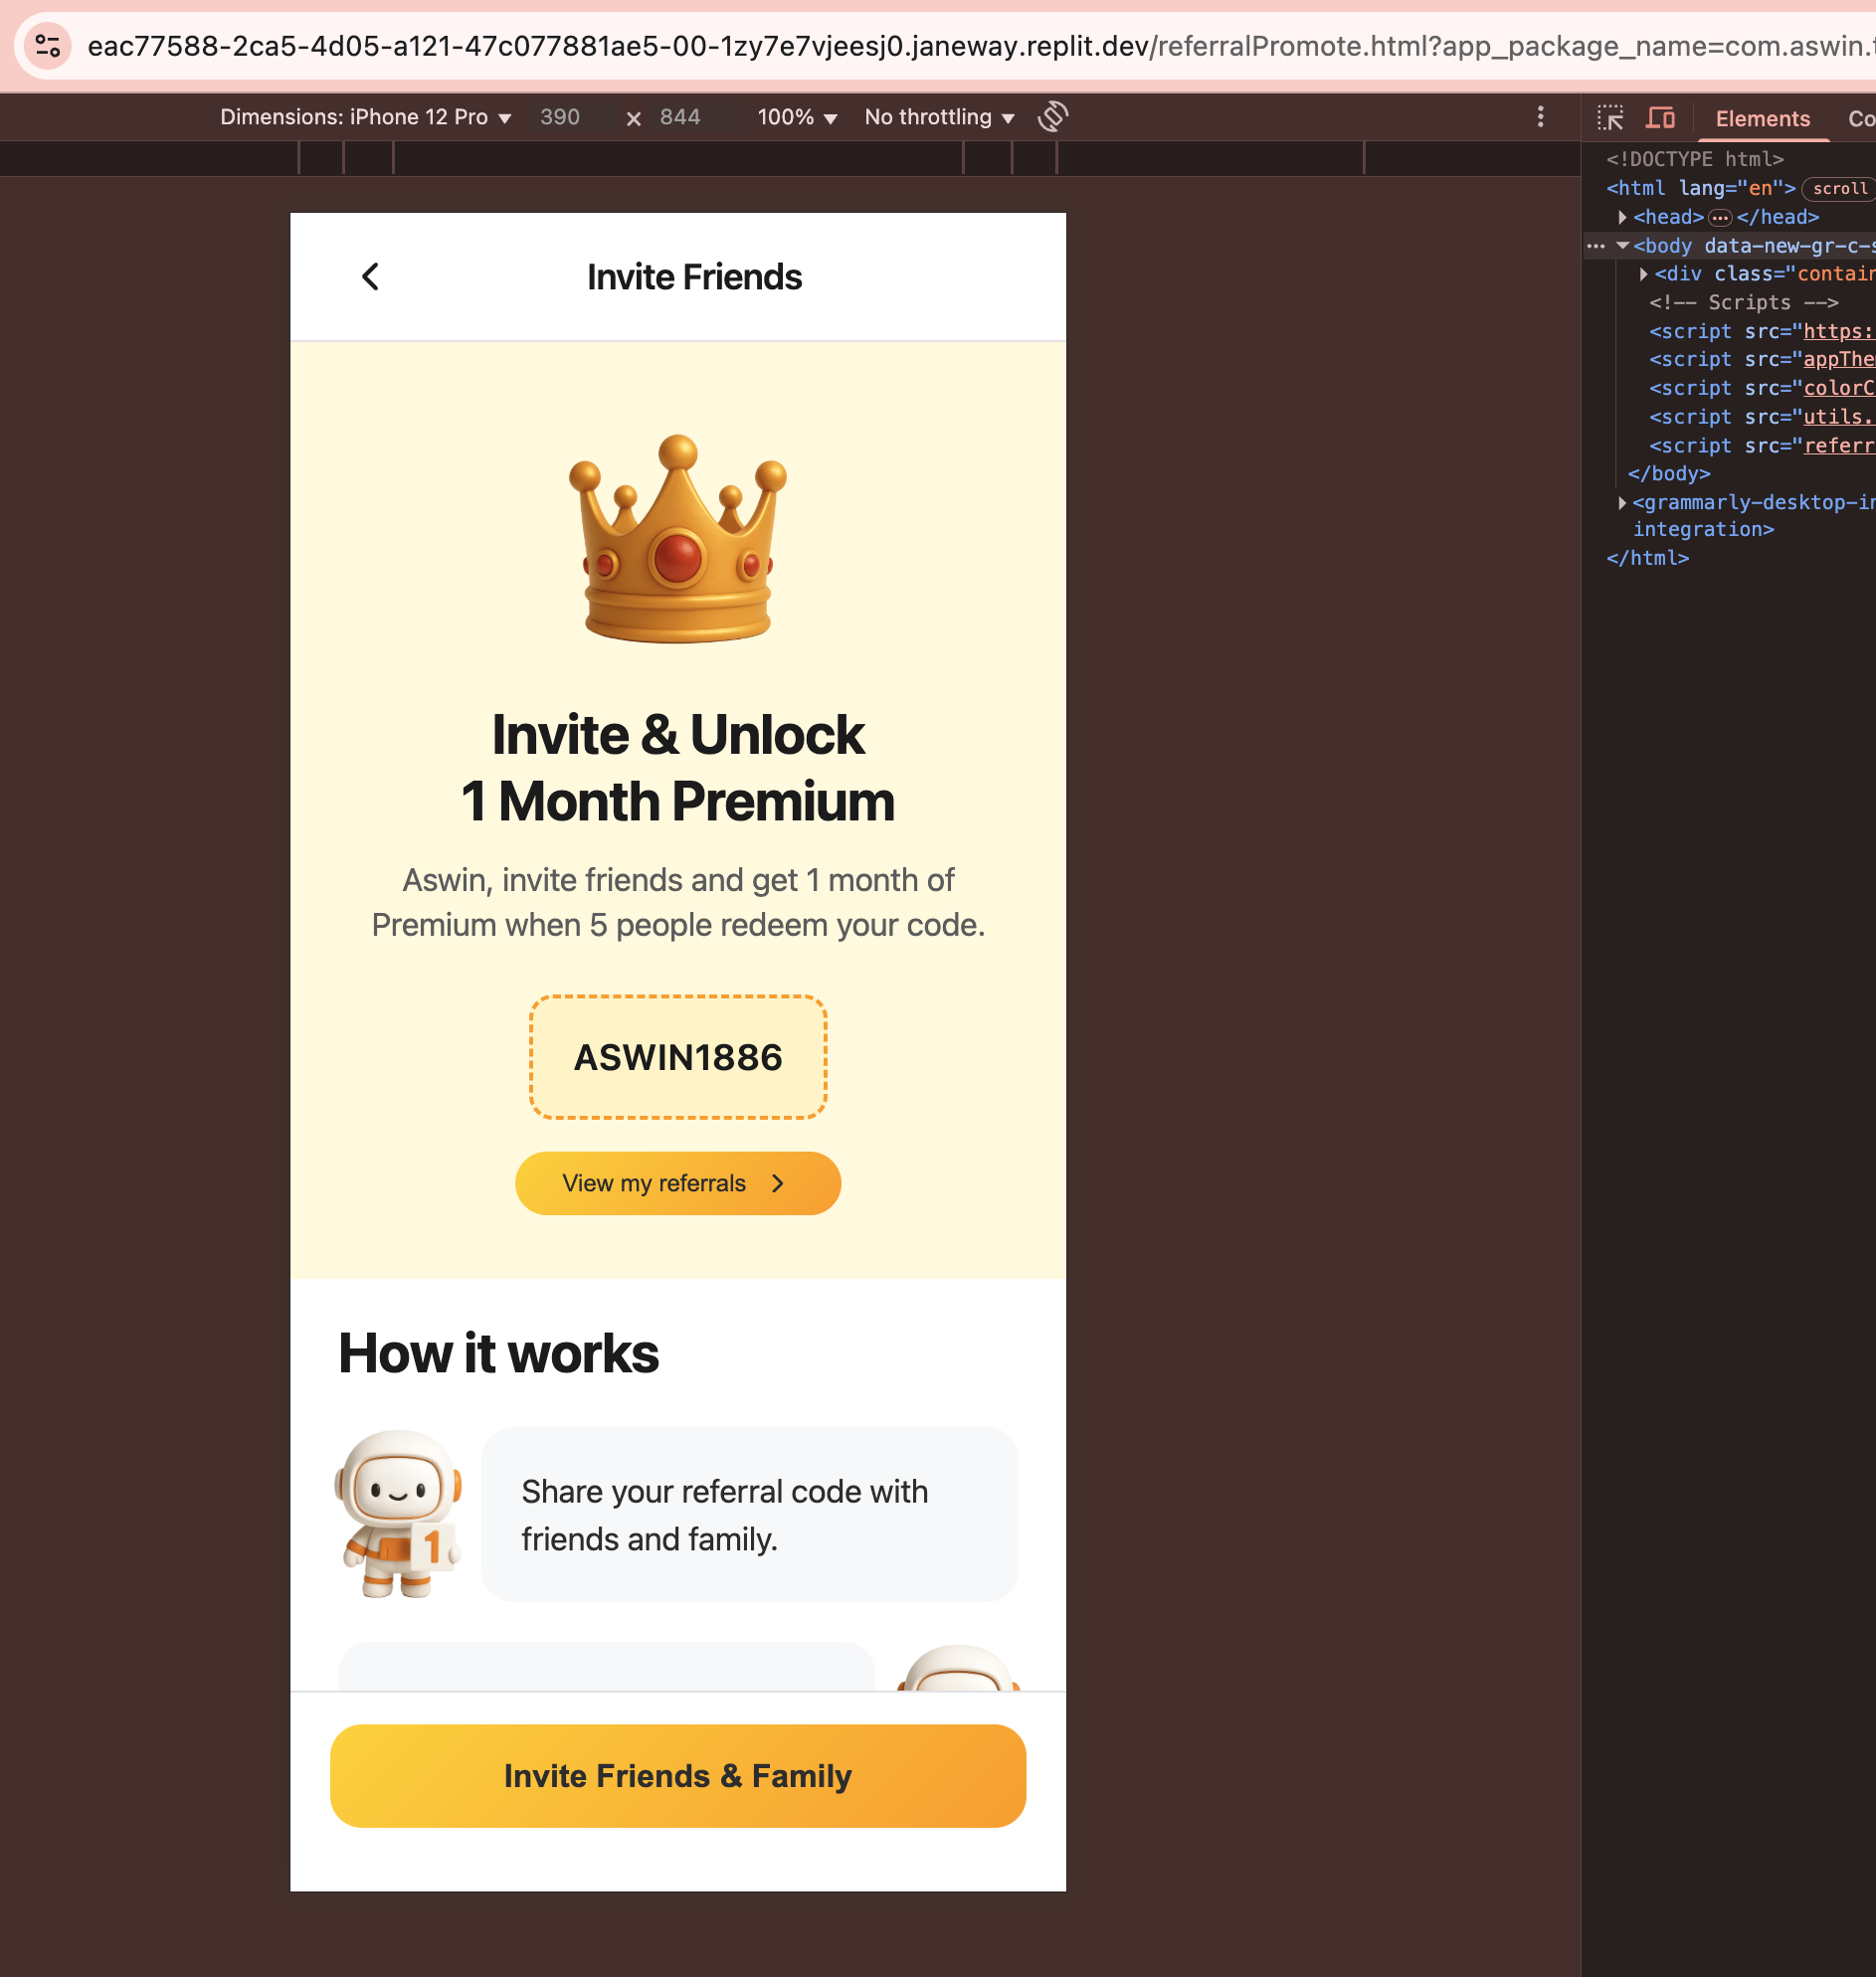 eac77588-2ca5-4d05-a121-47c077881ae5-00-1zy7e7vjeesj0.janeway.replit.dev/referralPromote.html?app_package_name=com.aswin.
Dimensions: iPhone 12 Pro 390 × 844 100% No throttling
Elements
Invite Friends
Invite & Unlock
1 Month Premium
Aswin, invite friends and get 1 month of
Premium when 5 people redeem your code.
ASWIN1886
View my referrals
How it works
1
Share your referral code with
friends and family.
Invite Friends & Family
<!DOCTYPE html>
<html lang="en"> scroll
<head> ... </head>
<body data-new-gr-c-s
<div class="contain
<!-- Scripts -->
<script src="https:
<script src="appThe
<script src="colorC
<script src="utils.
<script src="referr
</body>
<grammarly-desktop-in
integration>
</html>